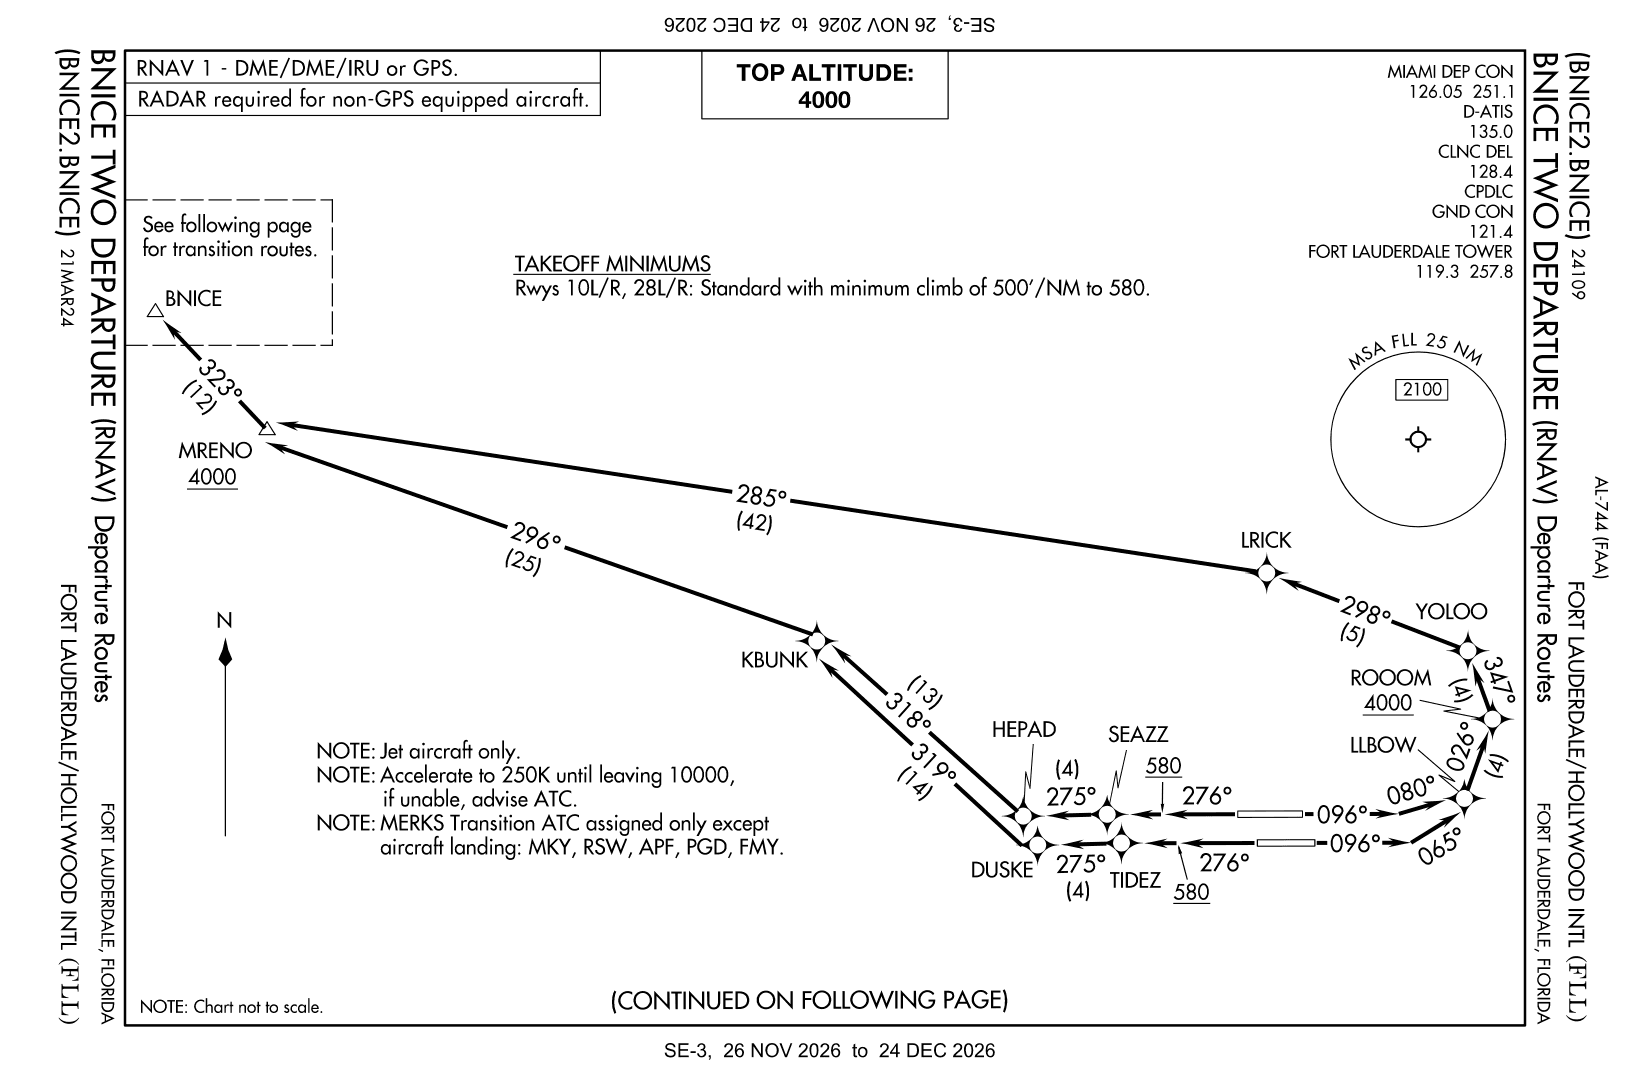 SE-3, 26 NOV 2026 to 24 DEC 2026
(BNICE2.BNICE) 21MAR24
BNICE TWO DEPARTURE (RNAV) Departure Routes
FORT LAUDERDALE/HOLLYWOOD INTL (FLL)
FORT LAUDERDALE, FLORIDA
RNAV 1 - DME/DME/IRU or GPS.
RADAR required for non-GPS equipped aircraft.
TOP ALTITUDE:
4000
MIAMI DEP CON
126.05 251.1
D-ATIS
135.0
CLNC DEL
128.4
CPDLC
GND CON
121.4
FORT LAUDERDALE TOWER
119.3 257.8
See following page
for transition routes.
BNICE
TAKEOFF MINIMUMS
Rwys 10L/R, 28L/R: Standard with minimum climb of 500'/NM to 580.
MSA FLL 25 NM
2100
323°
(12)
MRENO
4000
285°
(42)
296°
(25)
LRICK
298°
(5)
YOLOO
347°
(4)
ROOOM
4000
026°
(4)
LLBOW
N
KBUNK
(13)
318°
319°
(14)
HEPAD
SEAZZ
(4)
275°
580
276°
096°
080°
DUSKE
275°
(4)
TIDEZ
276°
580
096°
065°
NOTE: Jet aircraft only.
NOTE: Accelerate to 250K until leaving 10000,
if unable, advise ATC.
NOTE: MERKS Transition ATC assigned only except
aircraft landing: MKY, RSW, APF, PGD, FMY.
NOTE: Chart not to scale.
(CONTINUED ON FOLLOWING PAGE)
BNICE TWO DEPARTURE (RNAV) Departure Routes
(BNICE2.BNICE) 24109
AL-744 (FAA)
FORT LAUDERDALE/HOLLYWOOD INTL (FLL)
FORT LAUDERDALE, FLORIDA
SE-3, 26 NOV 2026 to 24 DEC 2026